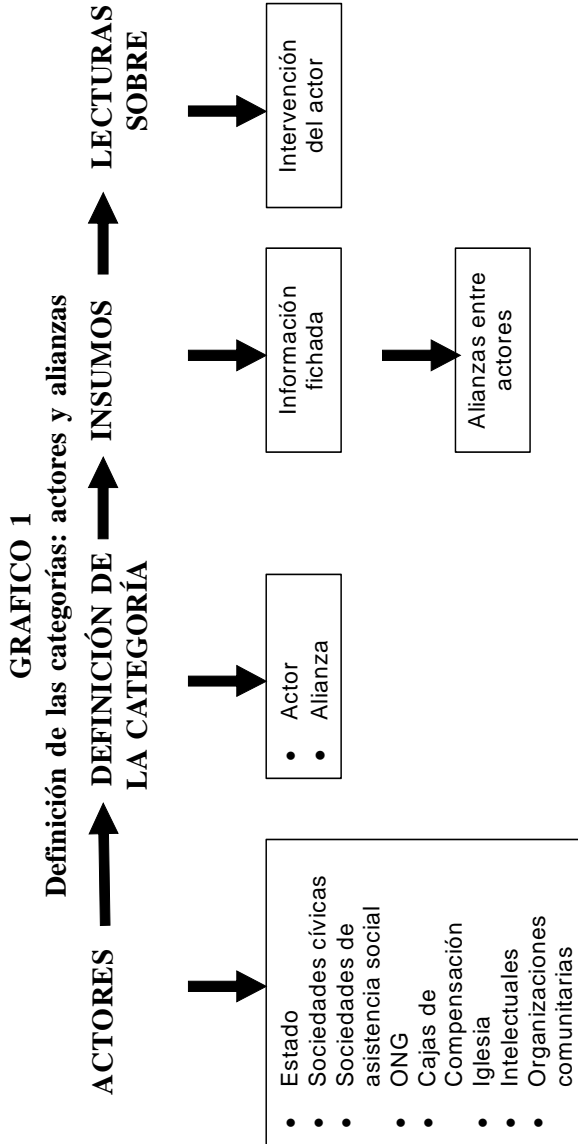 GRAFICO 1
Definición de las categorías: actores y alianzas
ACTORES
DEFINICIÓN DE
LA CATEGORÍA
INSUMOS
LECTURAS
SOBRE
• Estado
• Sociedades cívicas
• Sociedades de
asistencia social
• ONG
• Cajas de
Compensación
• Iglesia
• Intelectuales
• Organizaciones
comunitarias
• Actor
• Alianza
Información
fichada
Alianzas entre
actores
Intervención
del actor